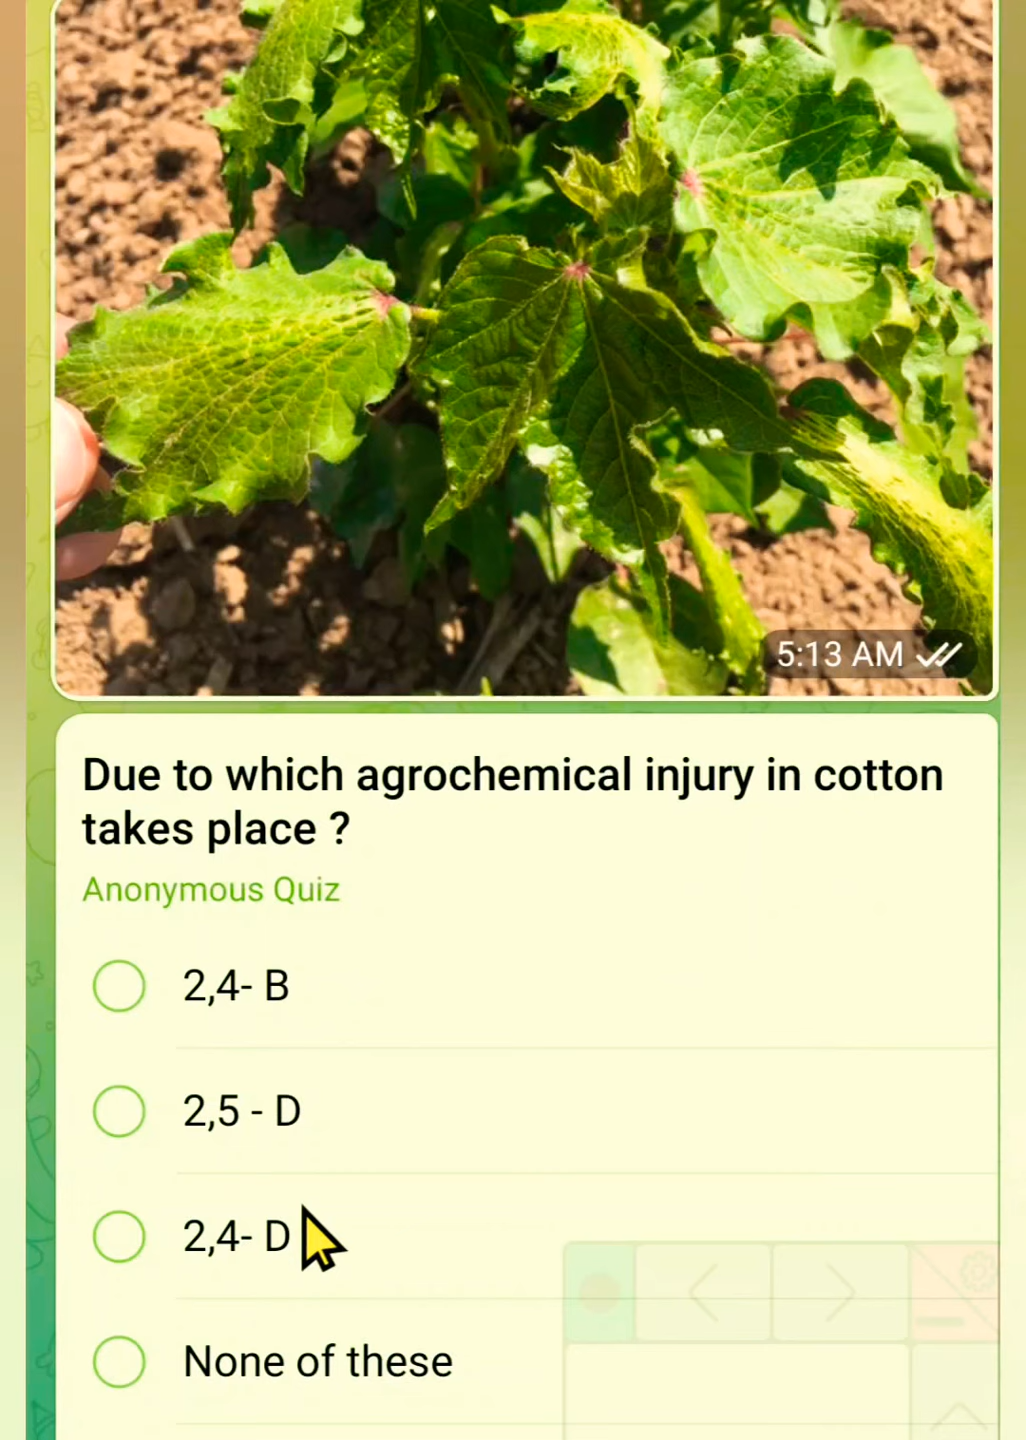 5:13 AM
Due to which agrochemical injury in cotton
takes place ?
Anonymous Quiz
2,4- B
2,5 - D
2,4- D
None of these